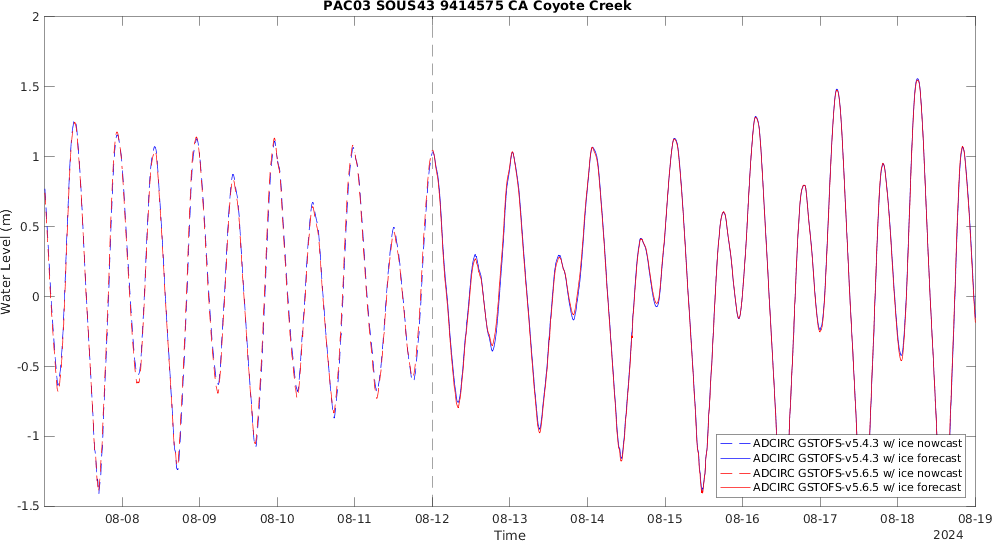 PAC03 SOUS43 9414575 CA Coyote Creek
2
1.5
1
0.5
0
-0.5
-1
-1.5
Water Level (m)
ADCIRC GSTOFS-v5.4.3 w/ ice nowcast
ADCIRC GSTOFS-v5.4.3 w/ ice forecast
ADCIRC GSTOFS-v5.6.5 w/ ice nowcast
ADCIRC GSTOFS-v5.6.5 w/ ice forecast
08-08 08-09 08-10 08-11 08-12 08-13 08-14 08-15 08-16 08-17 08-18 08-19
Time
2024